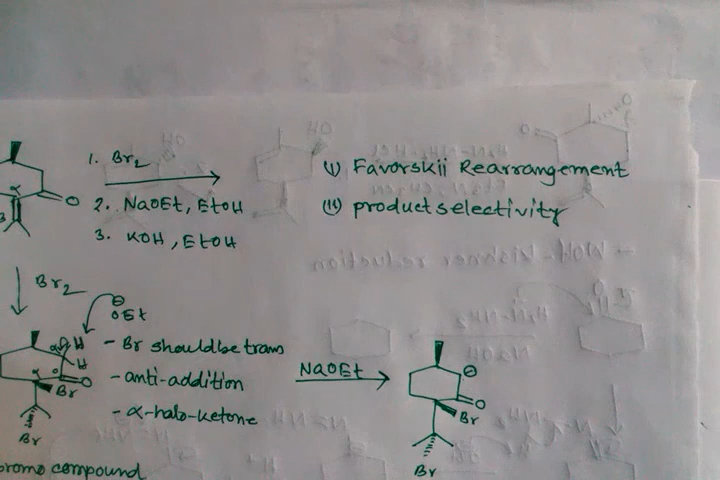 1. Br2
2. NaOEt, EtOH
3. KOH, EtOH
(i) Favorskii Rearrangement
(ii) product selectivity
α
O
β
Br2
⊖
OEt
α H
H
α
O
Br
Br
- Br should be trans
- anti-addition
- α-halo-ketone
NaOEt
⊖
O
Br
Br
bromo compound